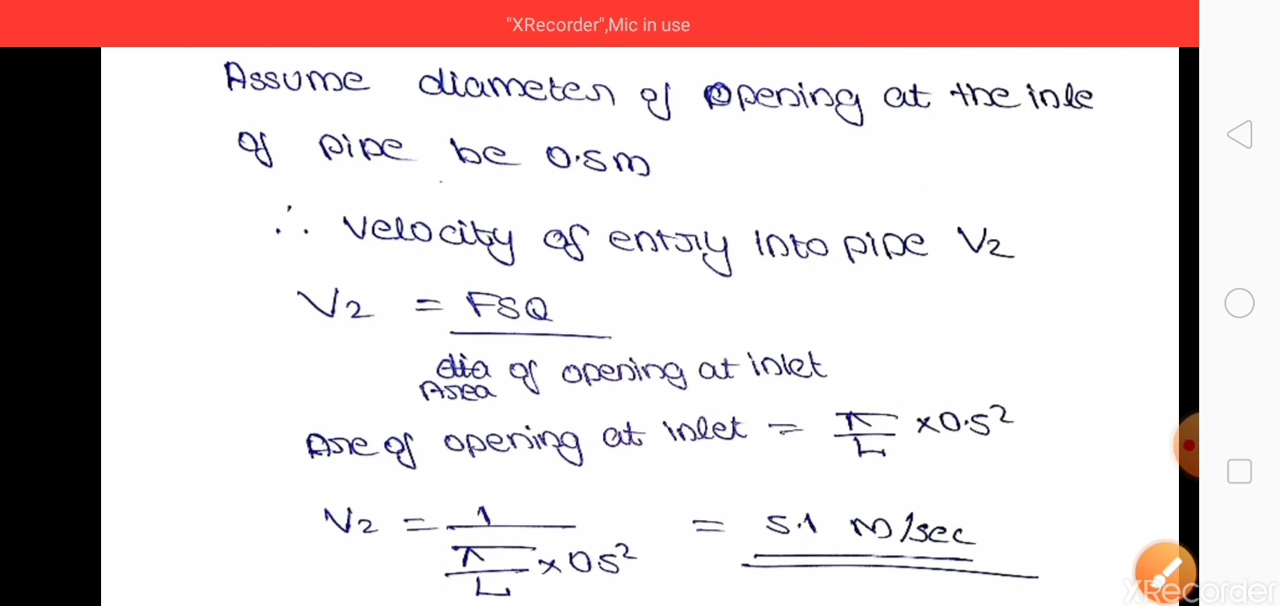 "XRecorder",Mic in use
Assume diameter of opening at the inle
of pipe be 0.5m
∴ velocity of entry into pipe V2
V2 = FSQ
dia of opening at inlet
Area
Are of opening at inlet = π/4 × 0.5²
V2 = 1 / π/4 × 0 5² = 5.1 m/sec
XRecorder